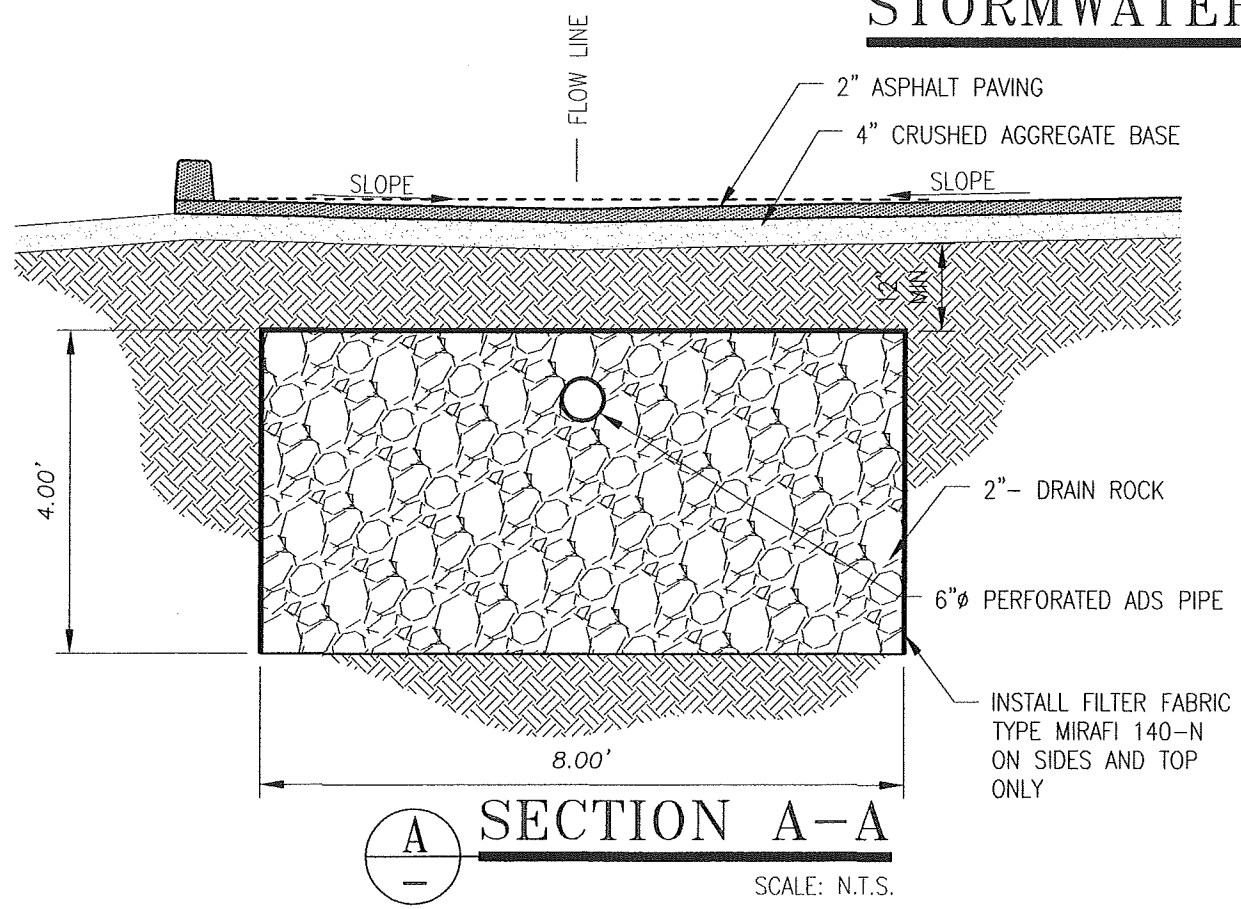 STORMWATER
FLOW LINE
2" ASPHALT PAVING
4" CRUSHED AGGREGATE BASE
SLOPE
SLOPE
12"
MIN
4.00'
2"– DRAIN ROCK
6"ø PERFORATED ADS PIPE
INSTALL FILTER FABRIC
TYPE MIRAFI 140–N
ON SIDES AND TOP
ONLY
8.00'
A
–
SECTION A–A
SCALE: N.T.S.